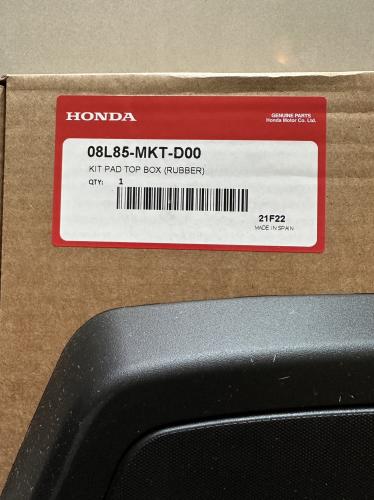 HONDA
GENUINE PARTS
Honda Motor Co. Ltd.
08L85-MKT-D00
KIT PAD TOP BOX (RUBBER)
QTY: 1
21F22
MADE IN SPAIN